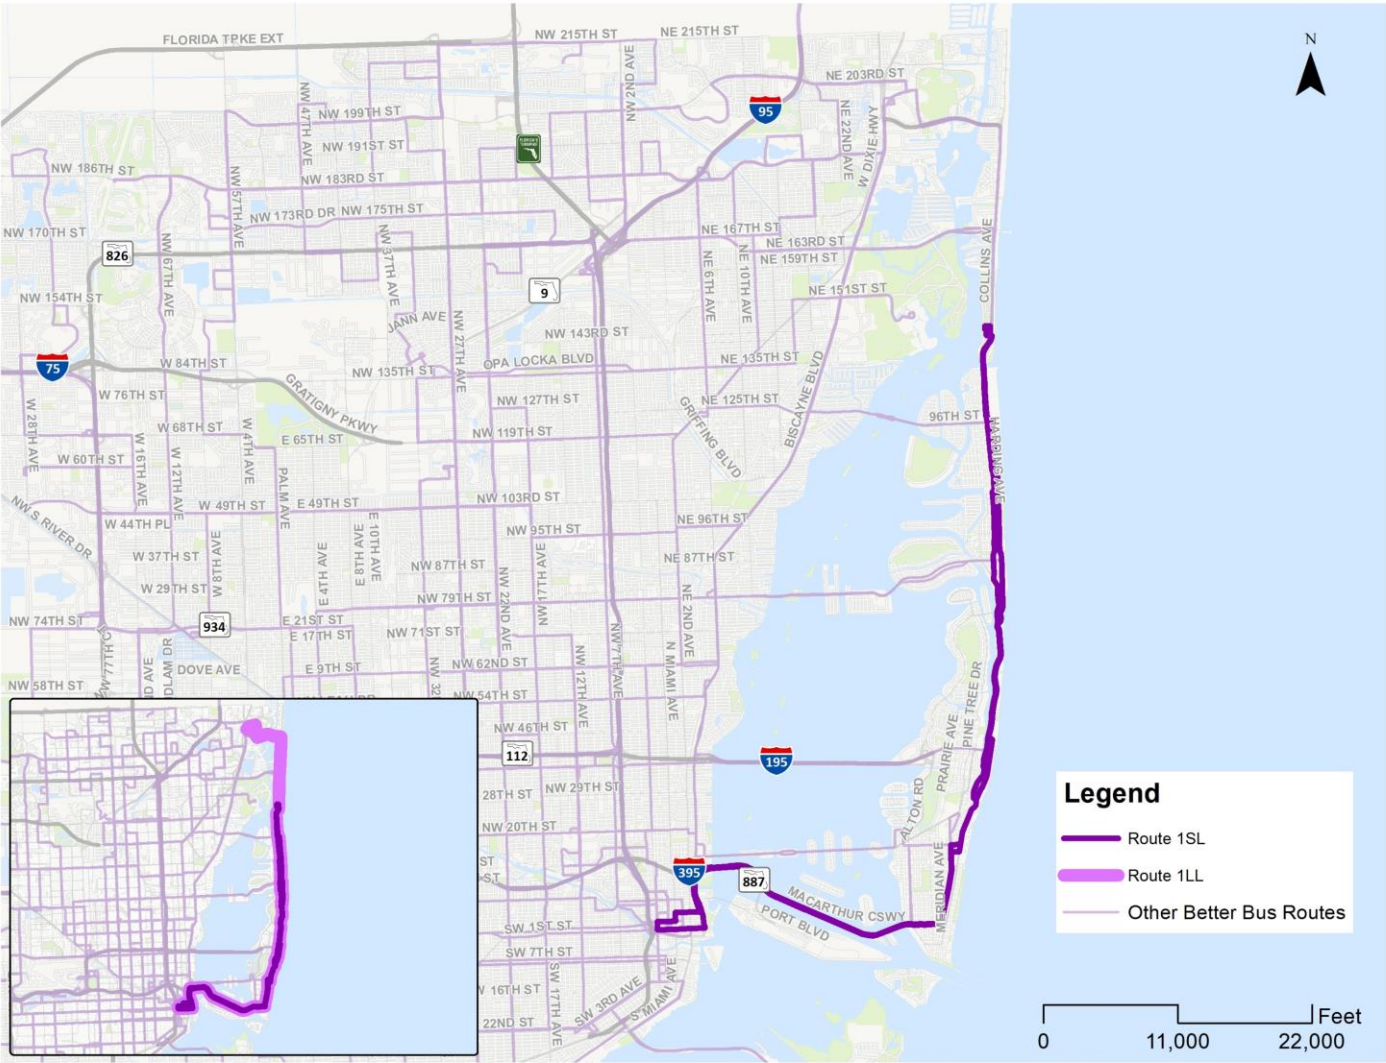 FLORIDA TPKE EXT
NW 215TH ST
NE 215TH ST
N
NW 2ND AVE
NE 203RD ST
95
NW 47TH AVE
NW 199TH ST
NE 22ND AVE
W DIXIE HWY
NW 191ST ST
NW 186TH ST
NW 57TH AVE
NW 183RD ST
NW 173RD DR
NW 175TH ST
NW 170TH ST
NE 167TH ST
NE 163RD ST
COLLINS AVE
826
NW 67TH AVE
NW 37TH AVE
NE 6TH AVE
NE 10TH AVE
NE 159TH ST
9
NE 151ST ST
NW 154TH ST
JANN AVE
NW 27TH AVE
NW 143RD ST
75
W 84TH ST
OPA LOCKA BLVD
NE 135TH ST
NW 135TH ST
BISCAYNE BLVD
GRATIGNY PKWY
W 76TH ST
NW 127TH ST
NE 125TH ST
GRIFFING BLVD
96TH ST
HARDING AVE
W 28TH AVE
W 68TH ST
W 4TH AVE
E 65TH ST
NW 119TH ST
W 60TH ST
W 16TH AVE
W 12TH AVE
PALM AVE
NW S RIVER DR
W 49TH ST
E 49TH ST
NW 103RD ST
W 44TH PL
E 10TH AVE
NW 95TH ST
NE 96TH ST
W 37TH ST
W 8TH AVE
E 4TH AVE
E 8TH AVE
NW 87TH ST
NW 22ND AVE
NW 17TH AVE
NE 87TH ST
W 29TH ST
NW 79TH ST
NE 2ND AVE
NW 74TH ST
934
E 21ST ST
E 17TH ST
NW 71ST ST
NW 77TH CT
DOVE AVE
E 9TH ST
NW 62ND ST
NW 12TH AVE
NW 7TH AVE
N MIAMI AVE
PINE TREE DR
NW 58TH ST
NW 54TH ST
NW 46TH ST
112
195
PRAIRIE AVE
28TH ST
NW 29TH ST
ALTON RD
NW 20TH ST
MERIDIAN AVE
ST
ST
395
887
MACARTHUR CSWY
PORT BLVD
SW 1ST ST
SW 7TH ST
SW 17TH AVE
SW 3RD AVE
S MIAMI AVE
16TH ST
22ND ST
Legend
Route 1SL
Route 1LL
Other Better Bus Routes
Feet
0 11,000 22,000